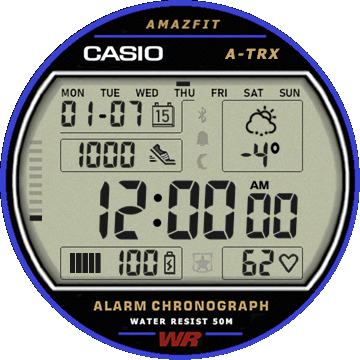 AMAZFIT
CASIO A-TRX
MON TUE WED THU FRI SAT SUN
01-07 15
1000 -4°
12:00 00 AM
100 62
ALARM CHRONOGRAPH
WATER RESIST 50M
WR